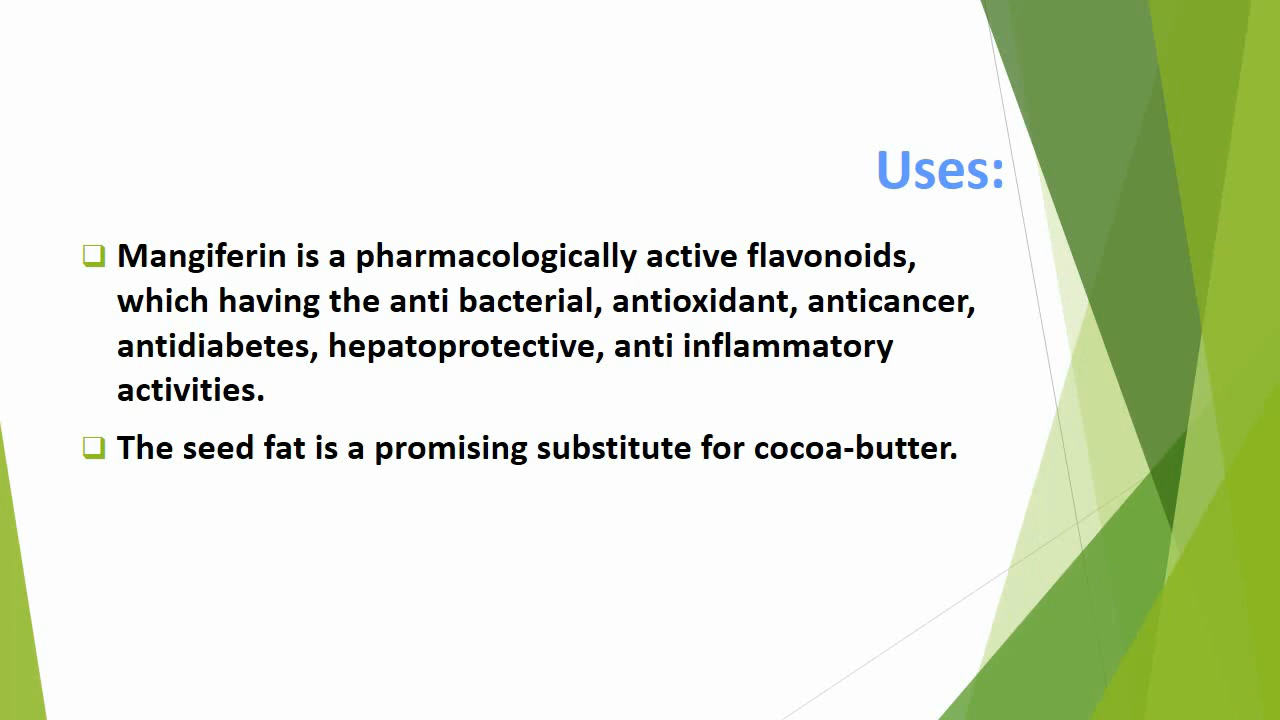 Uses:
❑ Mangiferin is a pharmacologically active flavonoids,
which having the anti bacterial, antioxidant, anticancer,
antidiabetes, hepatoprotective, anti inflammatory
activities.
❑ The seed fat is a promising substitute for cocoa-butter.